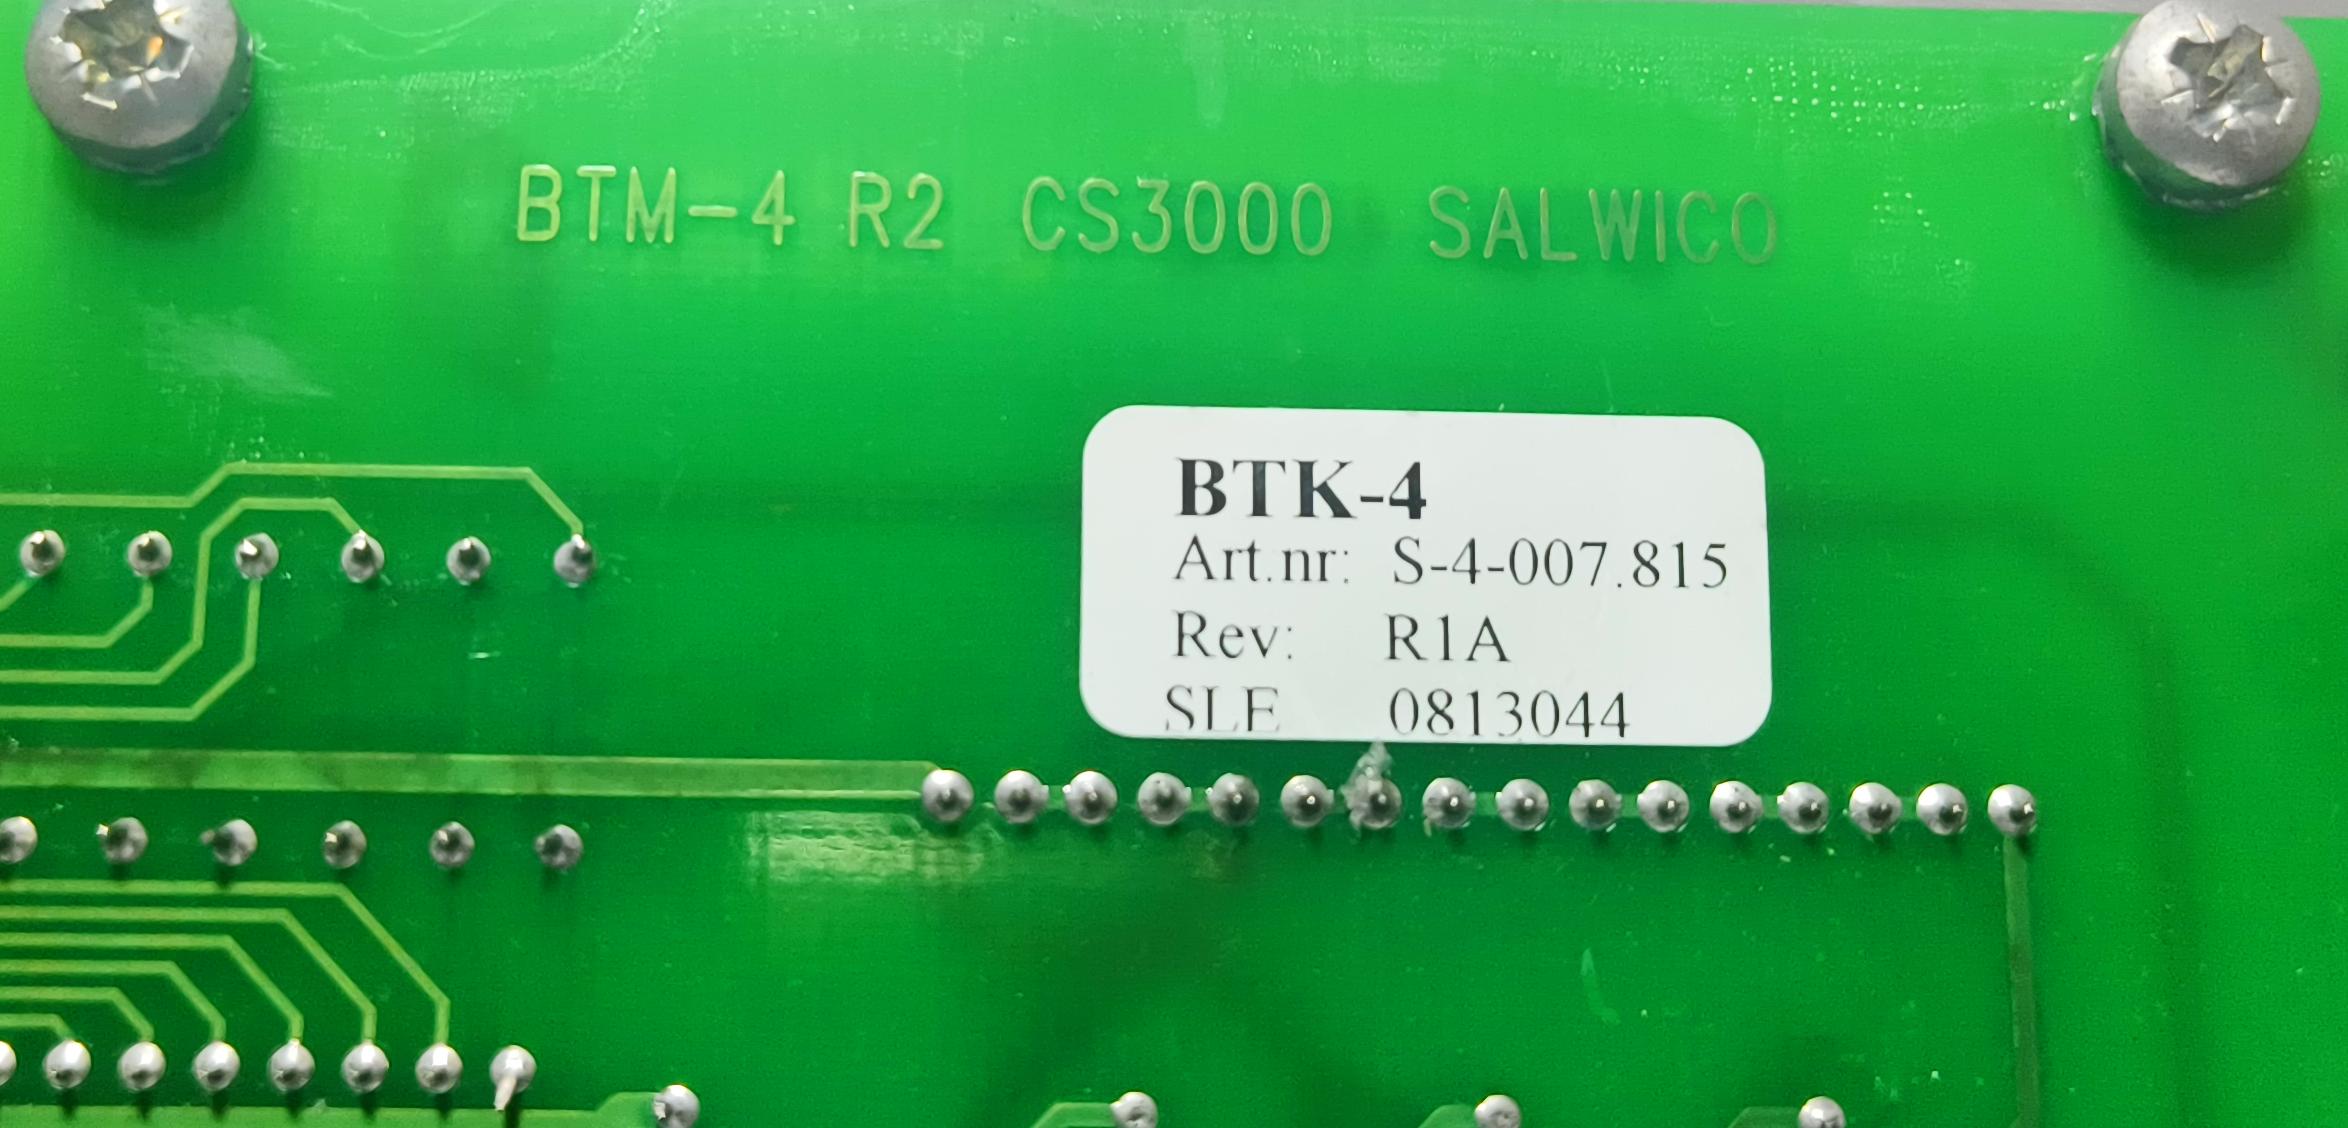 BTM-4 R2 CS3000 SALWICO
BTK-4
Art.nr: S-4-007.815
Rev: R1A
SLE 0813044